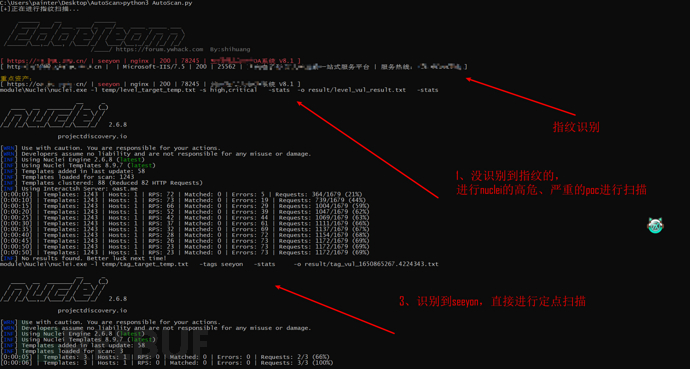 C:\Users\painter\Desktop\AutoScan>python3 AutoScan.py
[+]正在进行指纹扫描...
https://forum.ywhack.com By:shihuang
[ https:// .cn/ | seeyon | nginx | 200 | 78245 | OA系统 V8.1 ]
.cn | | Microsoft-IIS/7.5 | 200 | 25562 | 一站式服务平台 | 服务热线:
重点资产:
[ https:// .cn/ | seeyon | nginx | 200 | 78245 | 系统 V8.1 ]
module\Nuclei\nuclei.exe -l temp/level_target_temp.txt -s high,critical -stats -o result/level_vul_result.txt -stats
指纹识别
2.6.8
projectdiscovery.io
1、没识别到指纹的,
进行nuclei的高危、严重的poc进行扫描
[WRN] Use with caution. You are responsible for your actions.
[WRN] Developers assume no liability and are not responsible for any misuse or damage.
[INF] Using Nuclei Engine 2.6.8 (latest)
[INF] Using Nuclei Templates 8.9.7 (latest)
[INF] Templates added in last update: 58
[INF] Templates loaded for scan: 1243
[INF] Templates clustered: 88 (Reduced 82 HTTP Requests)
[INF] Using Interactsh Server: oast.me
[0:00:05] | Templates: 1243 | Hosts: 1 | RPS: 72 | Matched: 0 | Errors: 5 | Requests: 364/1679 (21%)
[0:00:10] | Templates: 1243 | Hosts: 1 | RPS: 73 | Matched: 0 | Errors: 19 | Requests: 739/1679 (44%)
[0:00:15] | Templates: 1243 | Hosts: 1 | RPS: 66 | Matched: 0 | Errors: 29 | Requests: 1004/1679 (59%)
[0:00:20] | Templates: 1243 | Hosts: 1 | RPS: 52 | Matched: 0 | Errors: 39 | Requests: 1047/1679 (62%)
[0:00:25] | Templates: 1243 | Hosts: 1 | RPS: 42 | Matched: 0 | Errors: 44 | Requests: 1069/1679 (63%)
[0:00:30] | Templates: 1243 | Hosts: 1 | RPS: 37 | Matched: 0 | Errors: 61 | Requests: 1111/1679 (66%)
[0:00:35] | Templates: 1243 | Hosts: 1 | RPS: 32 | Matched: 0 | Errors: 69 | Requests: 1137/1679 (67%)
[0:00:40] | Templates: 1243 | Hosts: 1 | RPS: 28 | Matched: 0 | Errors: 72 | Requests: 1154/1679 (68%)
[0:00:45] | Templates: 1243 | Hosts: 1 | RPS: 26 | Matched: 0 | Errors: 73 | Requests: 1172/1679 (69%)
[0:00:50] | Templates: 1243 | Hosts: 1 | RPS: 23 | Matched: 0 | Errors: 73 | Requests: 1172/1679 (69%)
[0:00:50] | Templates: 1243 | Hosts: 1 | RPS: 23 | Matched: 0 | Errors: 73 | Requests: 1172/1679 (69%)
[INF] No results found. Better luck next time!
module\Nuclei\nuclei.exe -l temp/tag_target_temp.txt -tags seeyon -stats -o result/tag_vul_1650865267.4224343.txt
2.6.8
3、识别到seeyon,直接进行定点扫描
projectdiscovery.io
[WRN] Use with caution. You are responsible for your actions.
[WRN] Developers assume no liability and are not responsible for any misuse or damage.
[INF] Using Nuclei Engine 2.6.8 (latest)
[INF] Using Nuclei Templates 8.9.7 (latest)
[INF] Templates added in last update: 58
[INF] Templates loaded for scan: 3
[0:00:05] | Templates: 3 | Hosts: 1 | RPS: 0 | Matched: 0 | Errors: 0 | Requests: 2/3 (66%)
[0:00:06] | Templates: 3 | Hosts: 1 | RPS: 0 | Matched: 0 | Errors: 0 | Requests: 3/3 (100%)